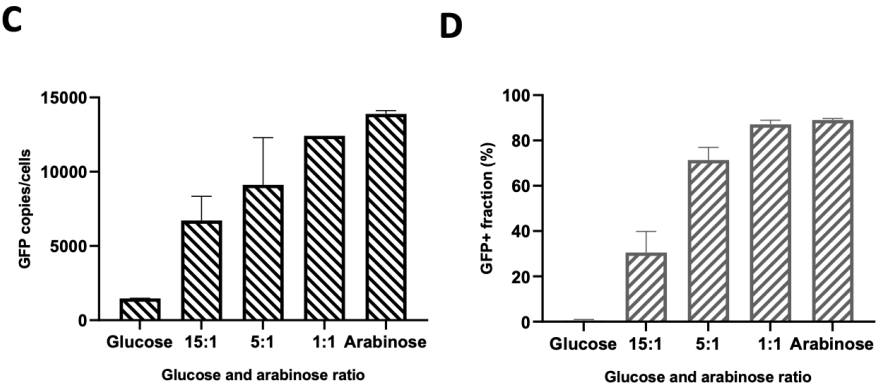 C
GFP copies/cells
15000
10000
5000
0
Glucose 15:1 5:1 1:1 Arabinose
Glucose and arabinose ratio
D
GFP+ fraction (%)
100
80
60
40
20
0
Glucose 15:1 5:1 1:1 Arabinose
Glucose and arabinose ratio